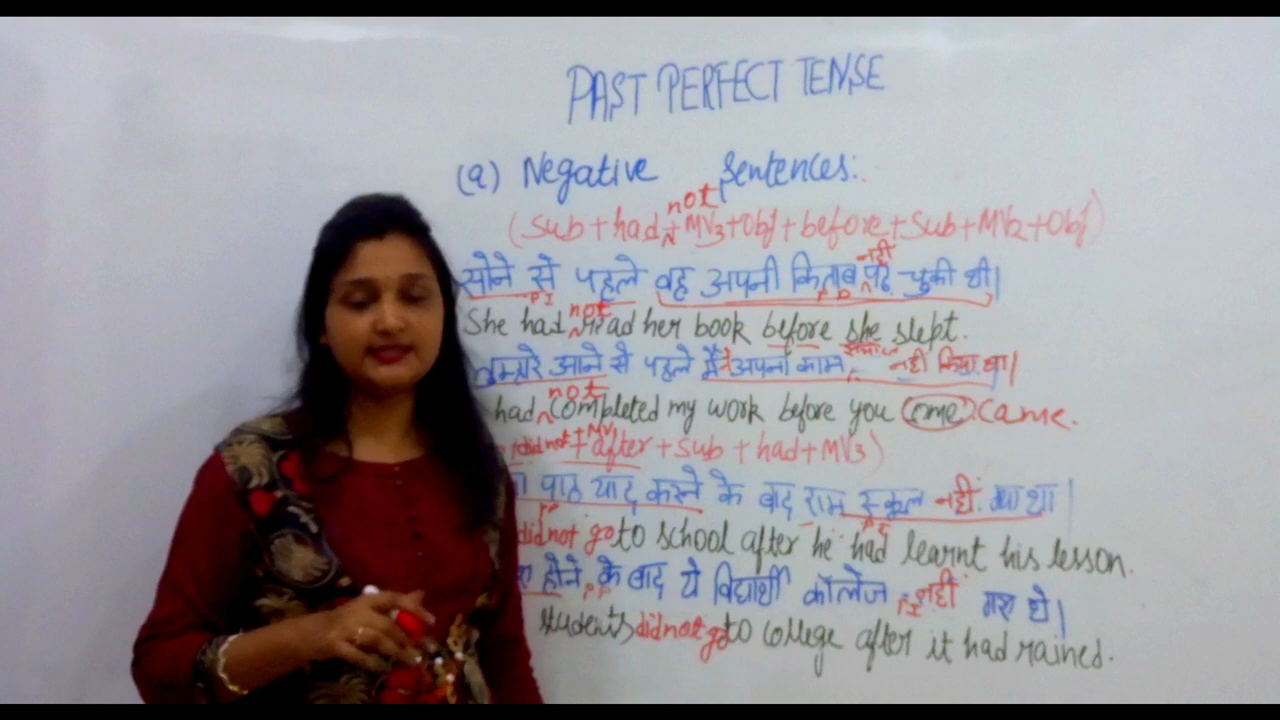 PAST PERFECT TENSE
(a) Negative Sentences:
(Sub + had + not MV3 + Obj + before + Sub + MV2 + Obj)
सोने से पहले वह अपनी किताब नहीं पढ़ चुकी थी।
She had not read her book before she slept.
तुम्हारे आने से पहले मैंने अपना काम नहीं किया था।
had not completed my work before you ome came.
did not + MV1 + after + Sub + had + MV3)
पाठ याद करने के बाद राम स्कूल नहीं गया था।
did not go to school after he had learnt his lesson.
होने के बाद ये विद्यार्थी कॉलेज नहीं गए थे।
students did not go to college after it had rained.